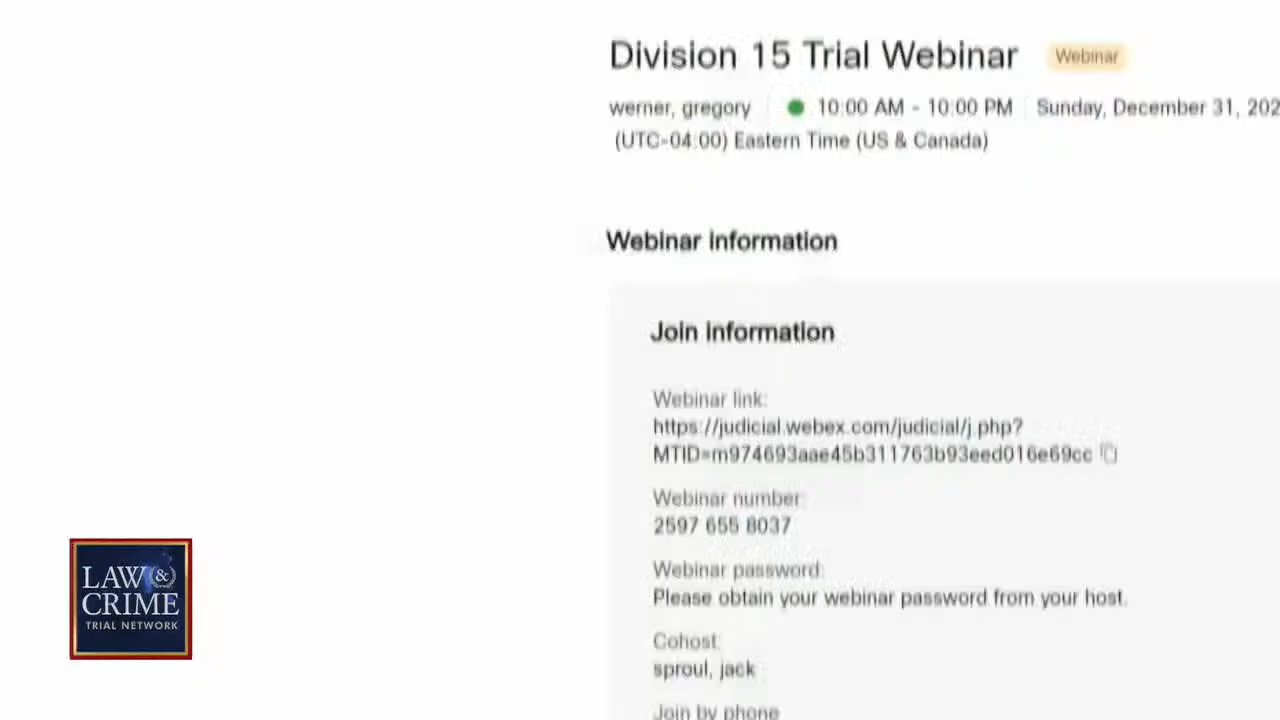 Division 15 Trial Webinar Webinar
werner, gregory 10:00 AM - 10:00 PM Sunday, December 31, 202
(UTC-04:00) Eastern Time (US & Canada)
Webinar information
Join information
Webinar link:
https://judicial.webex.com/judicial/j.php?
MTID=m974693aae45b311763b93eed016e69cc
Webinar number:
2597 655 8037
Webinar password:
Please obtain your webinar password from your host.
Cohost:
sproul, jack
Join by phone
LAW &
CRIME
TRIAL NETWORK